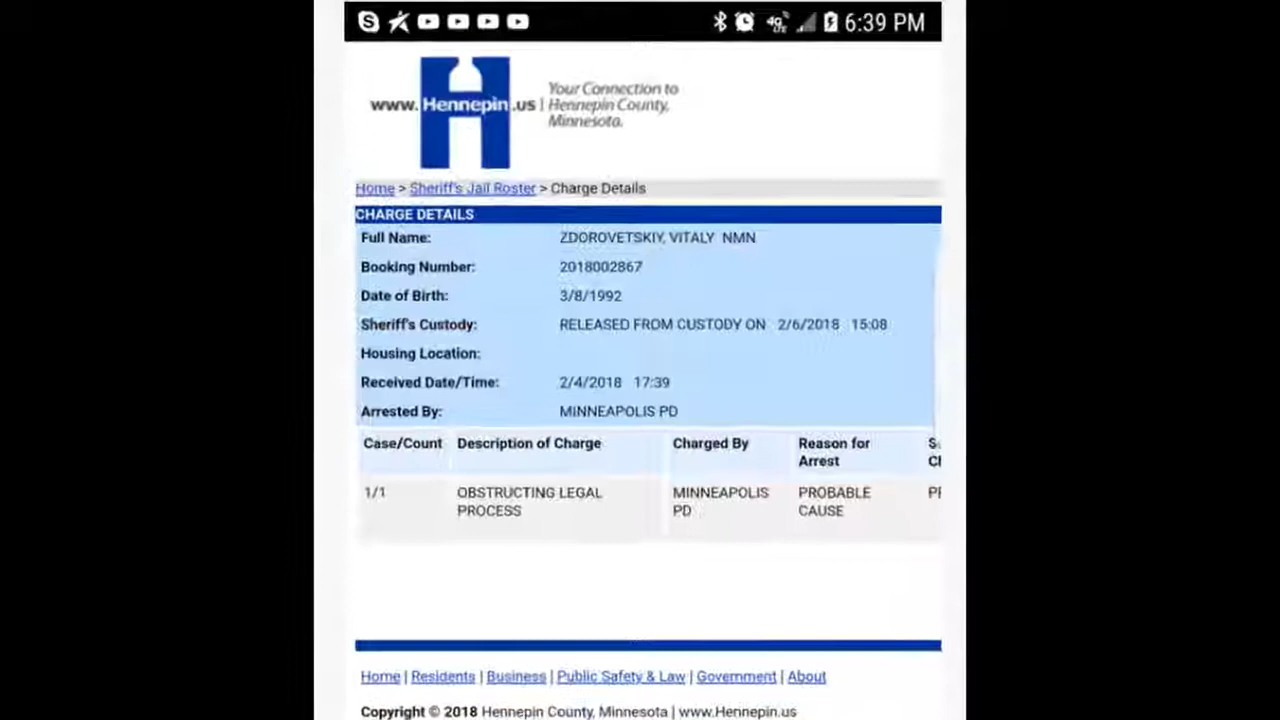 6:39 PM
www.Hennepin.us | Your Connection to
Hennepin County,
Minnesota.
Home > Sheriff's Jail Roster > Charge Details
CHARGE DETAILS
Full Name: ZDOROVETSKIY, VITALY NMN
Booking Number: 2018002867
Date of Birth: 3/8/1992
Sheriff's Custody: RELEASED FROM CUSTODY ON 2/6/2018 15:08
Housing Location:
Received Date/Time: 2/4/2018 17:39
Arrested By: MINNEAPOLIS PD
Case/Count Description of Charge Charged By Reason for
Arrest
1/1 OBSTRUCTING LEGAL MINNEAPOLIS PROBABLE
PROCESS PD CAUSE
Home | Residents | Business | Public Safety & Law | Government | About
Copyright © 2018 Hennepin County, Minnesota | www.Hennepin.us